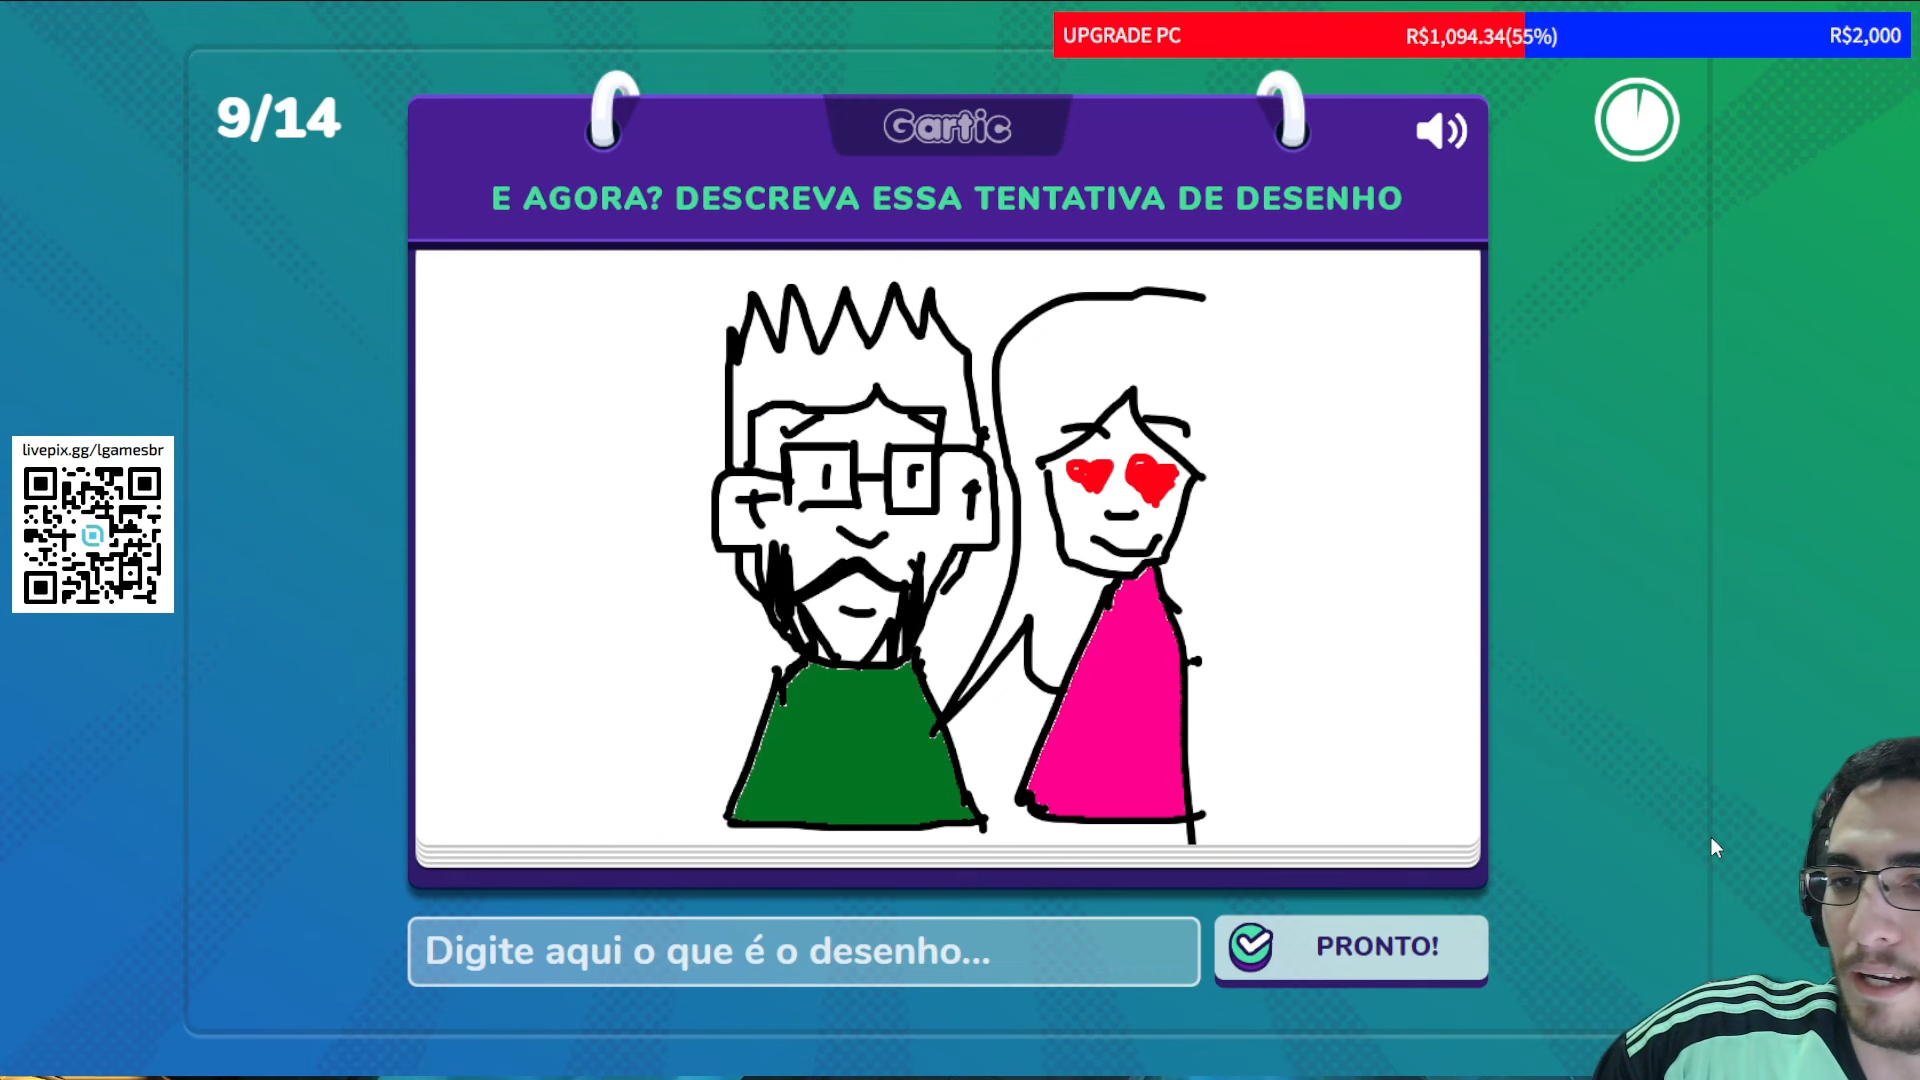 UPGRADE PC R$1,094.34(55%) R$2,000
9/14
Gartic
E AGORA? DESCREVA ESSA TENTATIVA DE DESENHO
livepix.gg/lgamesbr
Digite aqui o que é o desenho...
PRONTO!